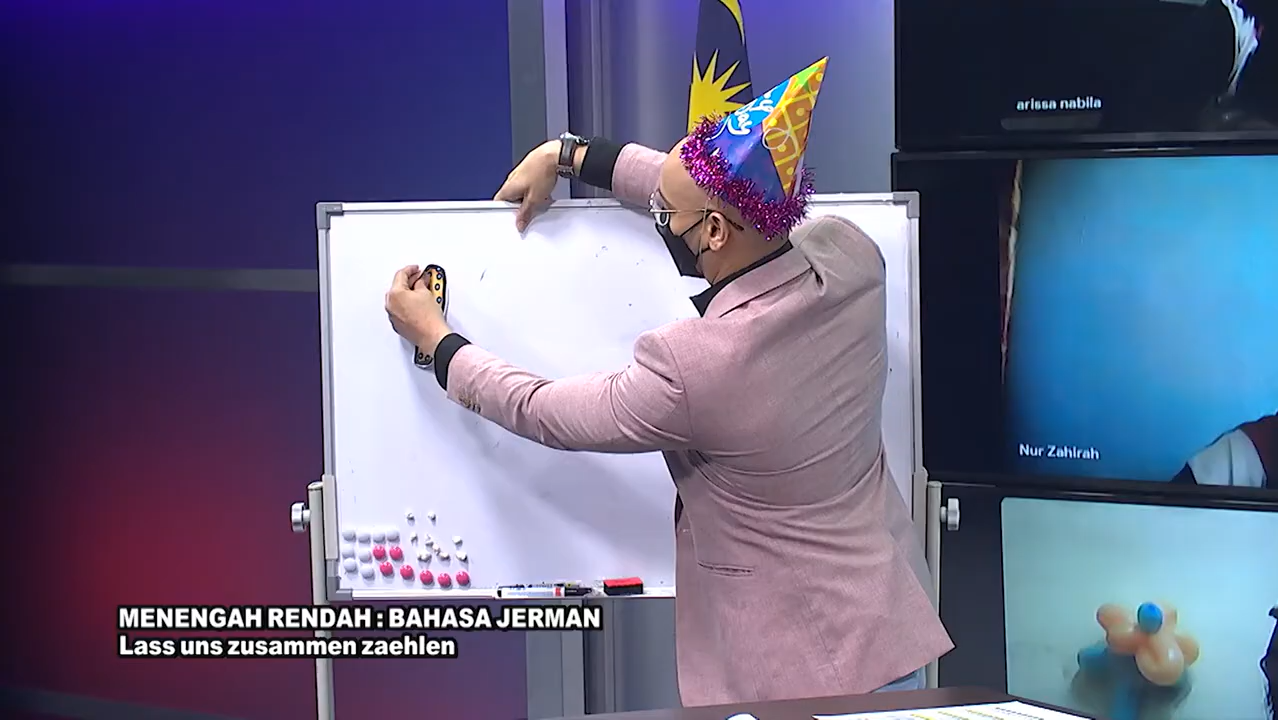 arissa nabila
Nur Zahirah
MENENGAH RENDAH : BAHASA JERMAN
Lass uns zusammen zaehlen